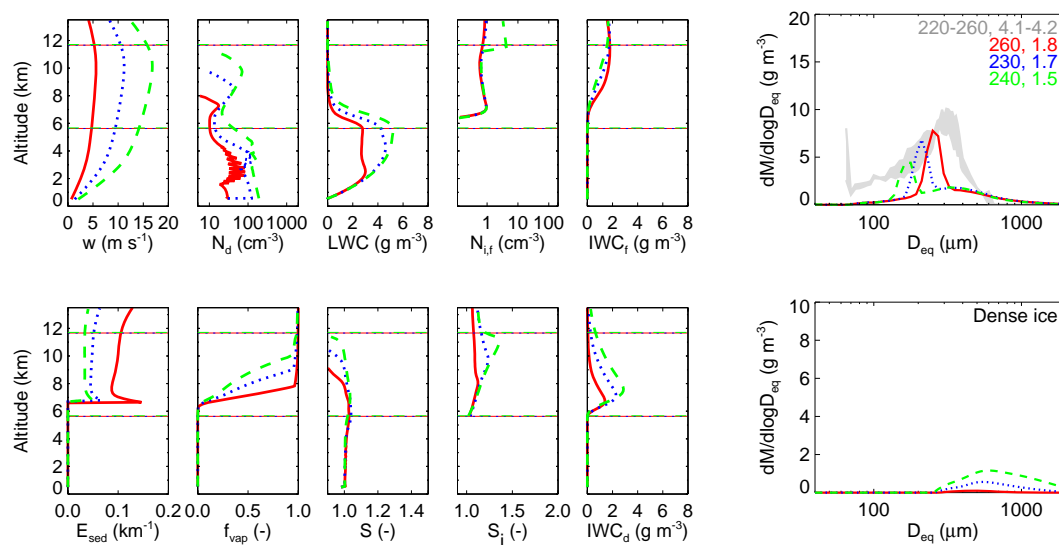 12
10
8
6
4
2
0
Altitude (km)
0 5 10 15 20
w (m s⁻¹)
10 100 1000
N_d (cm⁻³)
0 2 4 6 8
LWC (g m⁻³)
1 10 100
N_i,f (cm⁻³)
0 2 4 6 8
IWC_f (g m⁻³)
20
15
10
5
0
dM/dlogD_eq (g m⁻³)
220-260, 4.1-4.2
260, 1.8
230, 1.7
240, 1.5
100 1000
D_eq (μm)
12
10
8
6
4
2
0
Altitude (km)
0.0 0.1 0.2
E_sed (km⁻¹)
0.0 0.5 1.0
f_vap (-)
1.0 1.2 1.4
S (-)
1.0 1.5 2.0
S_i (-)
0 2 4 6 8
IWC_d (g m⁻³)
10
8
6
4
2
0
dM/dlogD_eq (g m⁻³)
Dense ice
100 1000
D_eq (μm)